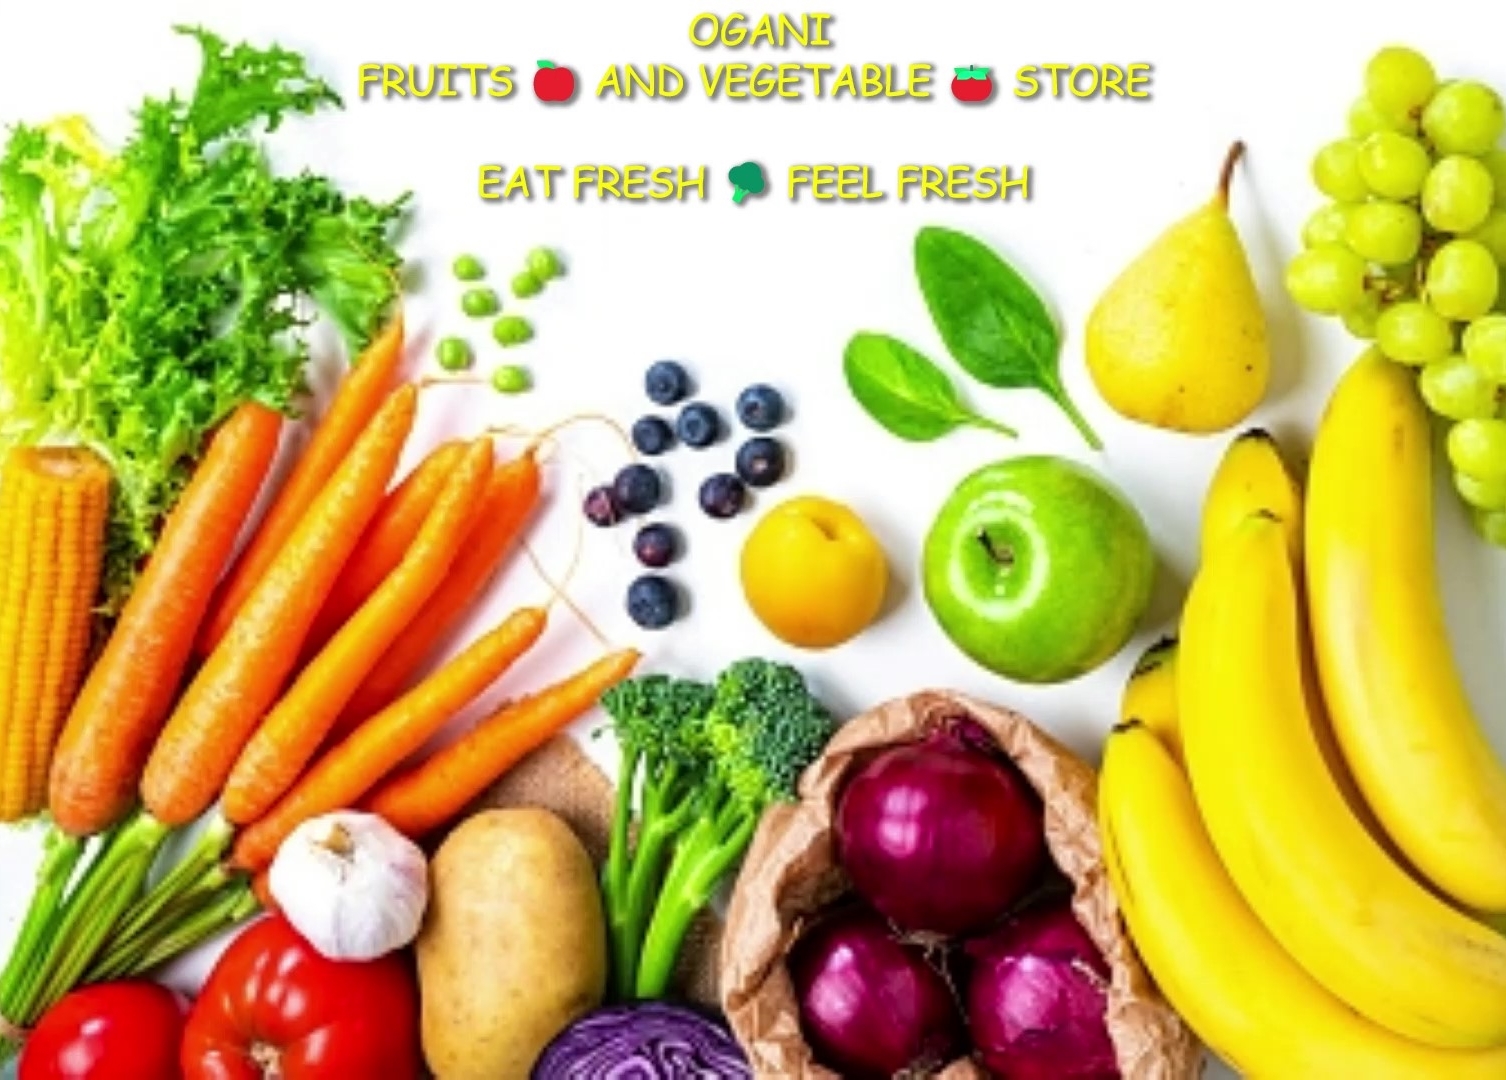 OGANI
FRUITS 🍎 AND VEGETABLE 🍅 STORE
EAT FRESH 🥦 FEEL FRESH